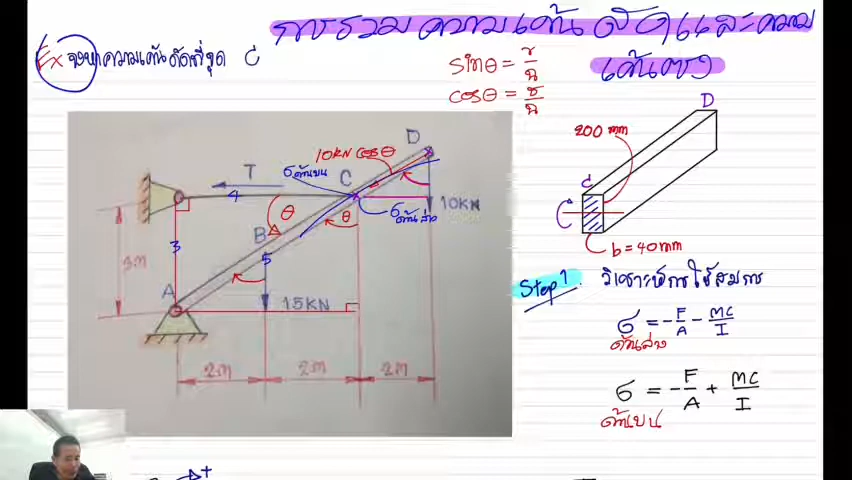 การรวมความเค้นดัดและความ
เค้นตรง
Ex จงหาความเค้นดัดที่จุด C
sinθ = ข/ฉ
cosθ = ช/ฉ
D
200 mm
C
b = 40 mm
D
10KN cosθ
T
σด้านบน
C
4
θ
θ
10KN
σด้านล่าง
B
3
5
3M
A
15KN
2M
2M
2M
Step 1. วิเคราะห์การใช้สมการ
σ = -F/A - MC/I
ด้านล่าง
σ = -F/A + MC/I
ด้านบน